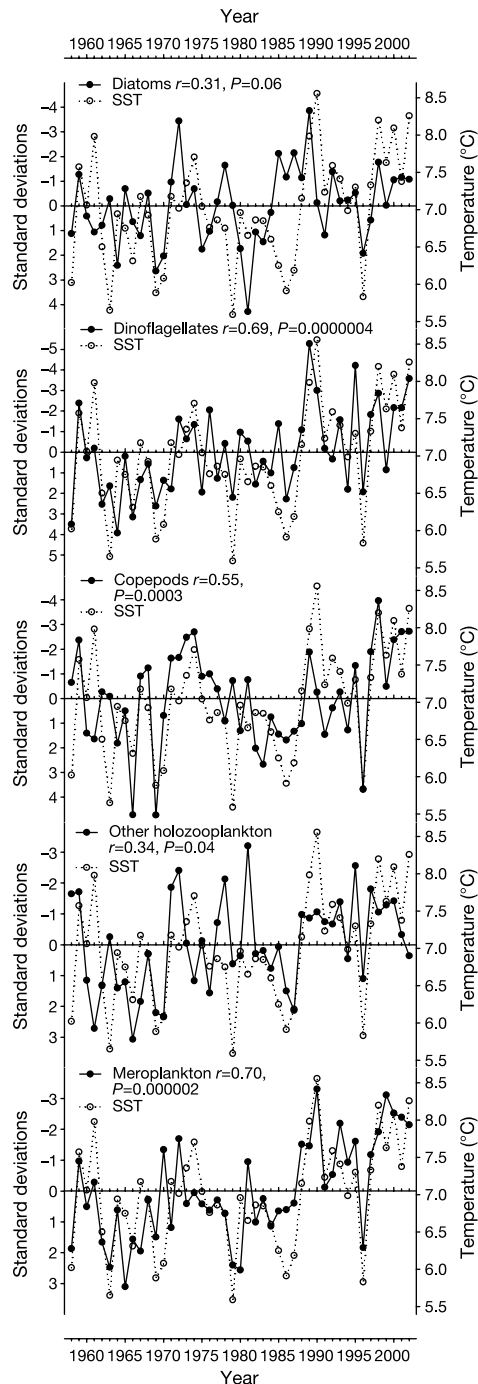 Year
1960 1965 1970 1975 1980 1985 1990 1995 2000
Diatoms r=0.31, P=0.06
SST
Standard deviations
–4
–3
–2
–1
0
1
2
3
4
Temperature (°C)
8.5
8.0
7.5
7.0
6.5
6.0
5.5
Dinoflagellates r=0.69, P=0.0000004
SST
Standard deviations
–5
–4
–3
–2
–1
0
1
2
3
4
5
Temperature (°C)
8.5
8.0
7.5
7.0
6.5
6.0
5.5
Copepods r=0.55,
P=0.0003
SST
Standard deviations
–4
–3
–2
–1
0
1
2
3
4
Temperature (°C)
8.5
8.0
7.5
7.0
6.5
6.0
5.5
Other holozooplankton
r=0.34, P=0.04
SST
Standard deviations
–3
–2
–1
0
1
2
3
Temperature (°C)
8.5
8.0
7.5
7.0
6.5
6.0
5.5
Meroplankton r=0.70,
P=0.000002
SST
Standard deviations
–3
–2
–1
0
1
2
3
Temperature (°C)
8.5
8.0
7.5
7.0
6.5
6.0
5.5
1960 1965 1970 1975 1980 1985 1990 1995 2000
Year